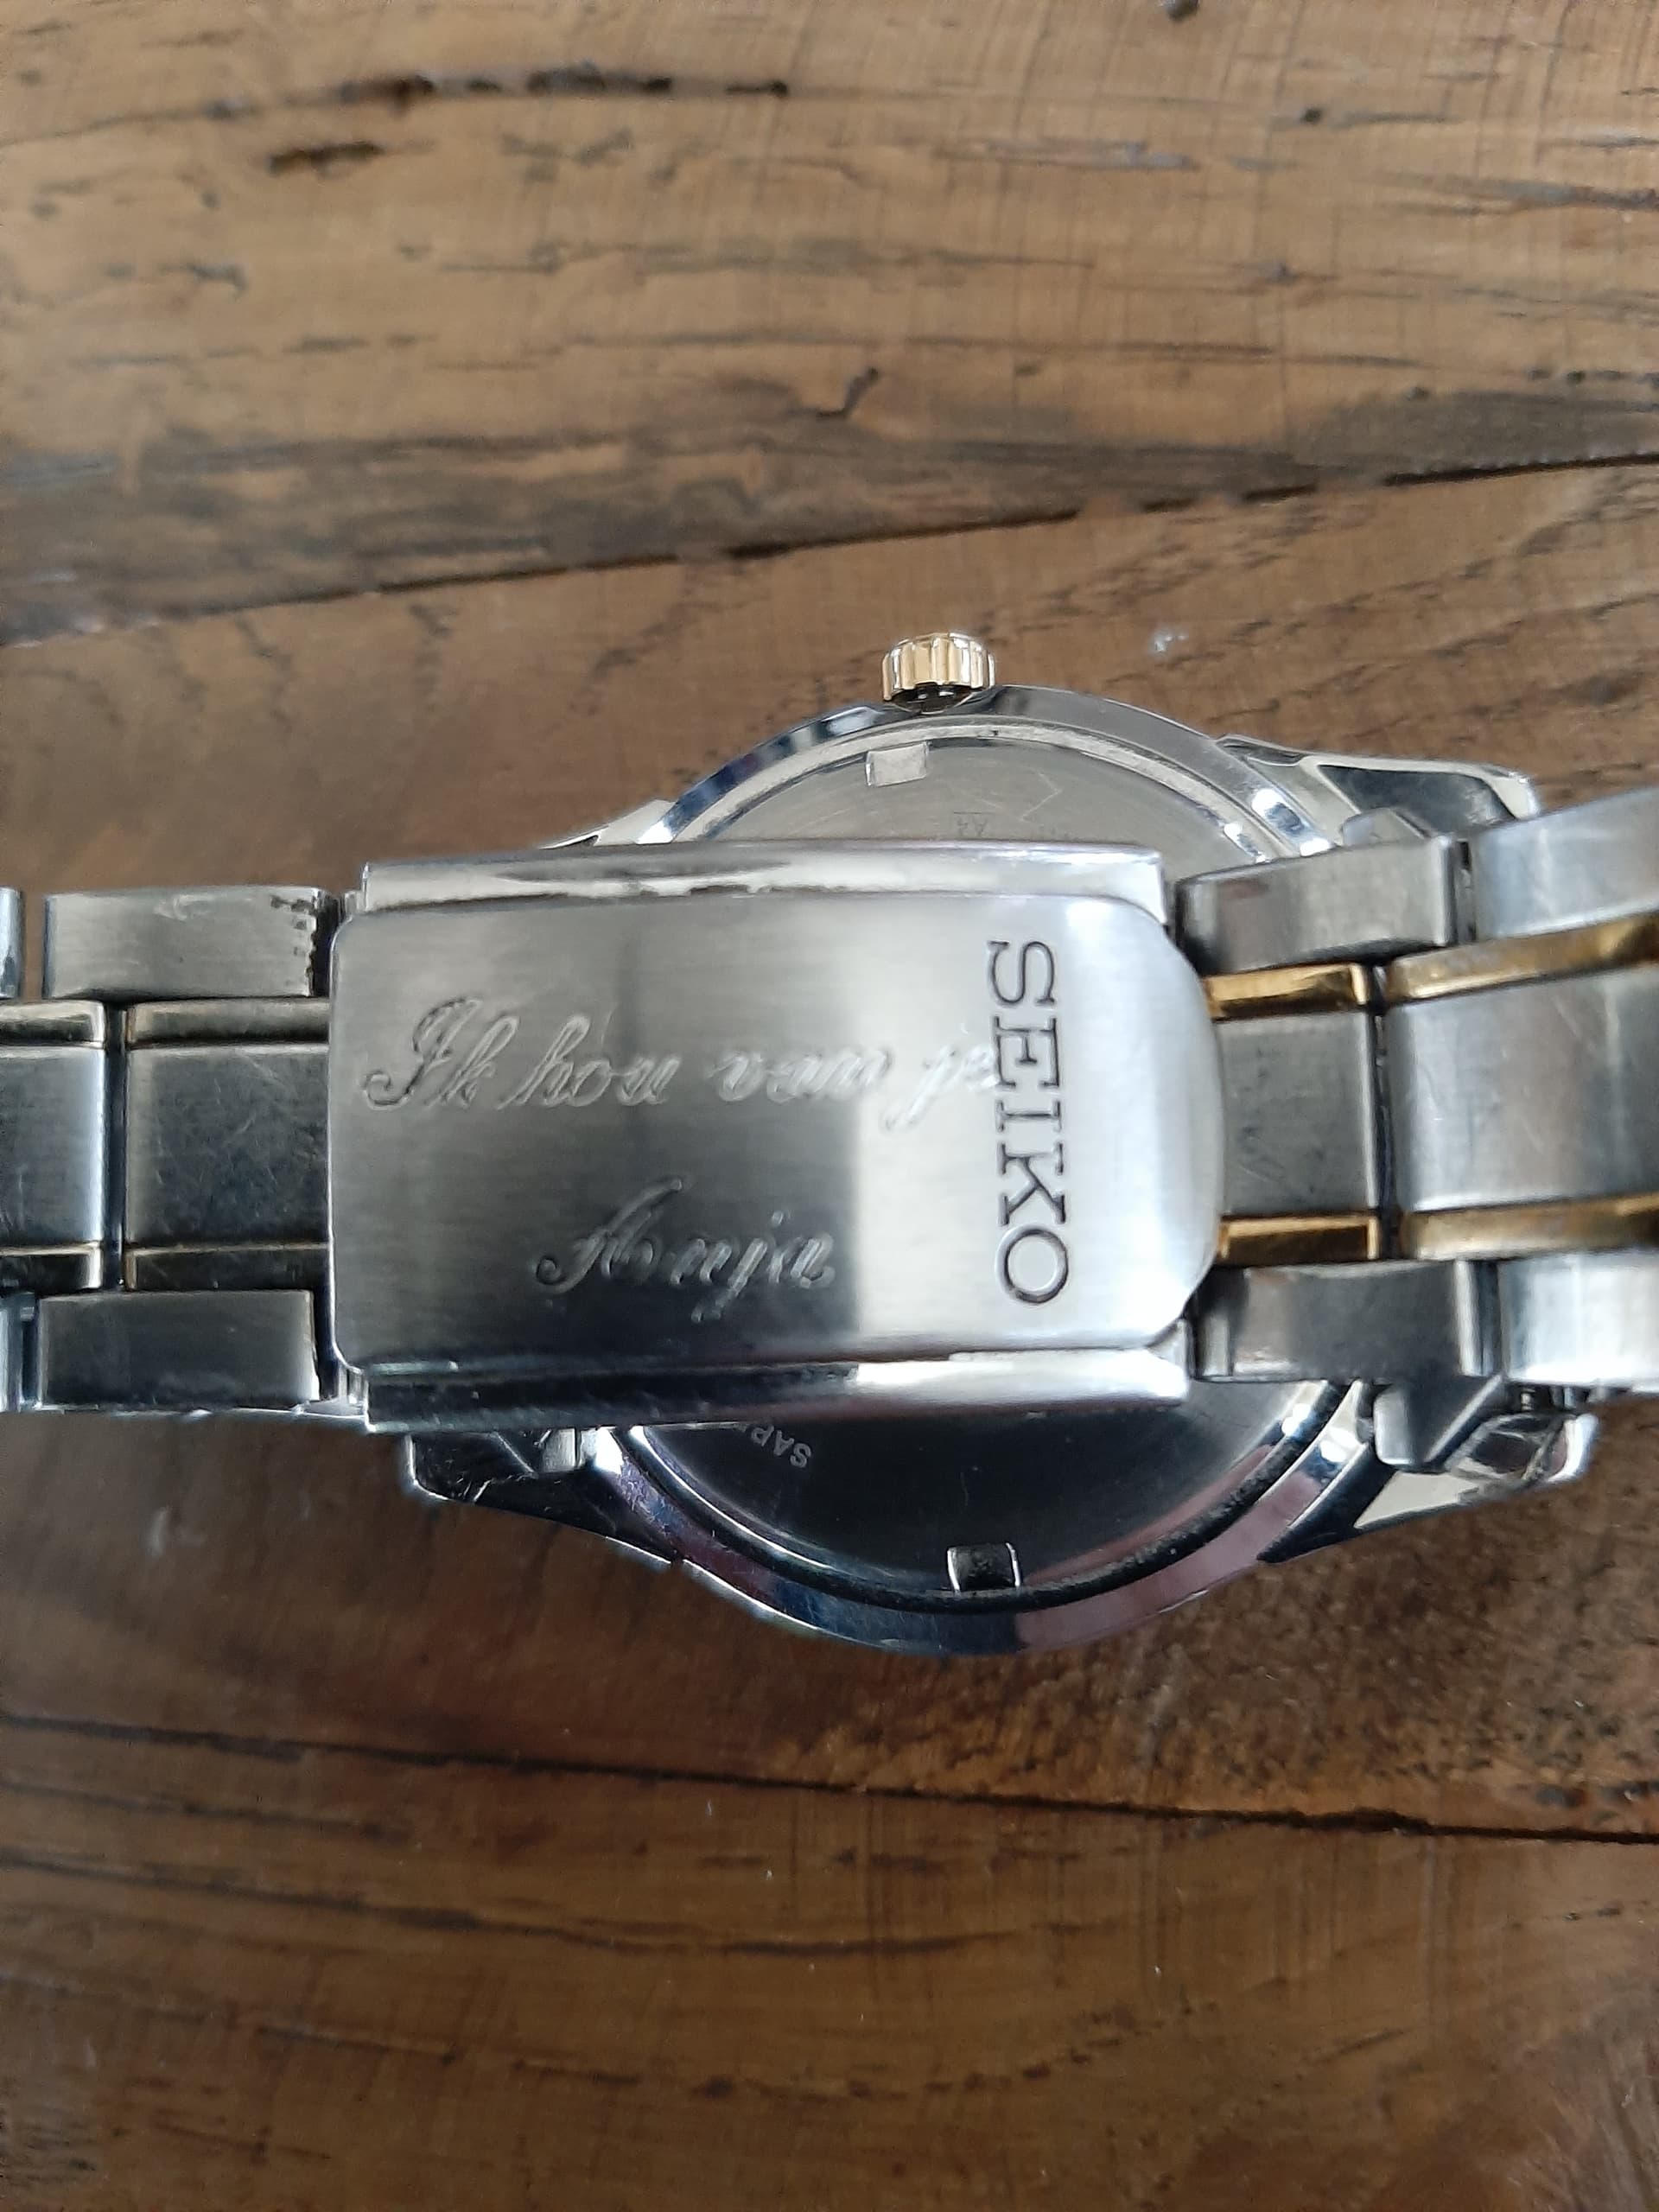 Ik hou van je
Anja
SEIKO